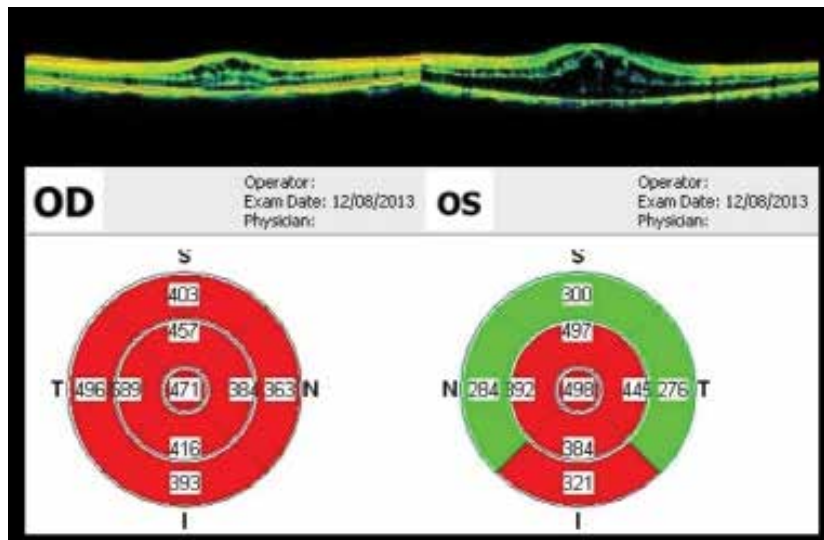 OD
Operator:
Exam Date: 12/08/2013
Physician:
OS
Operator:
Exam Date: 12/08/2013
Physician:
S
403
457
T 496 589 471 384 363 N
416
393
I
S
300
497
N 284 392 498 445 276 T
384
321
I